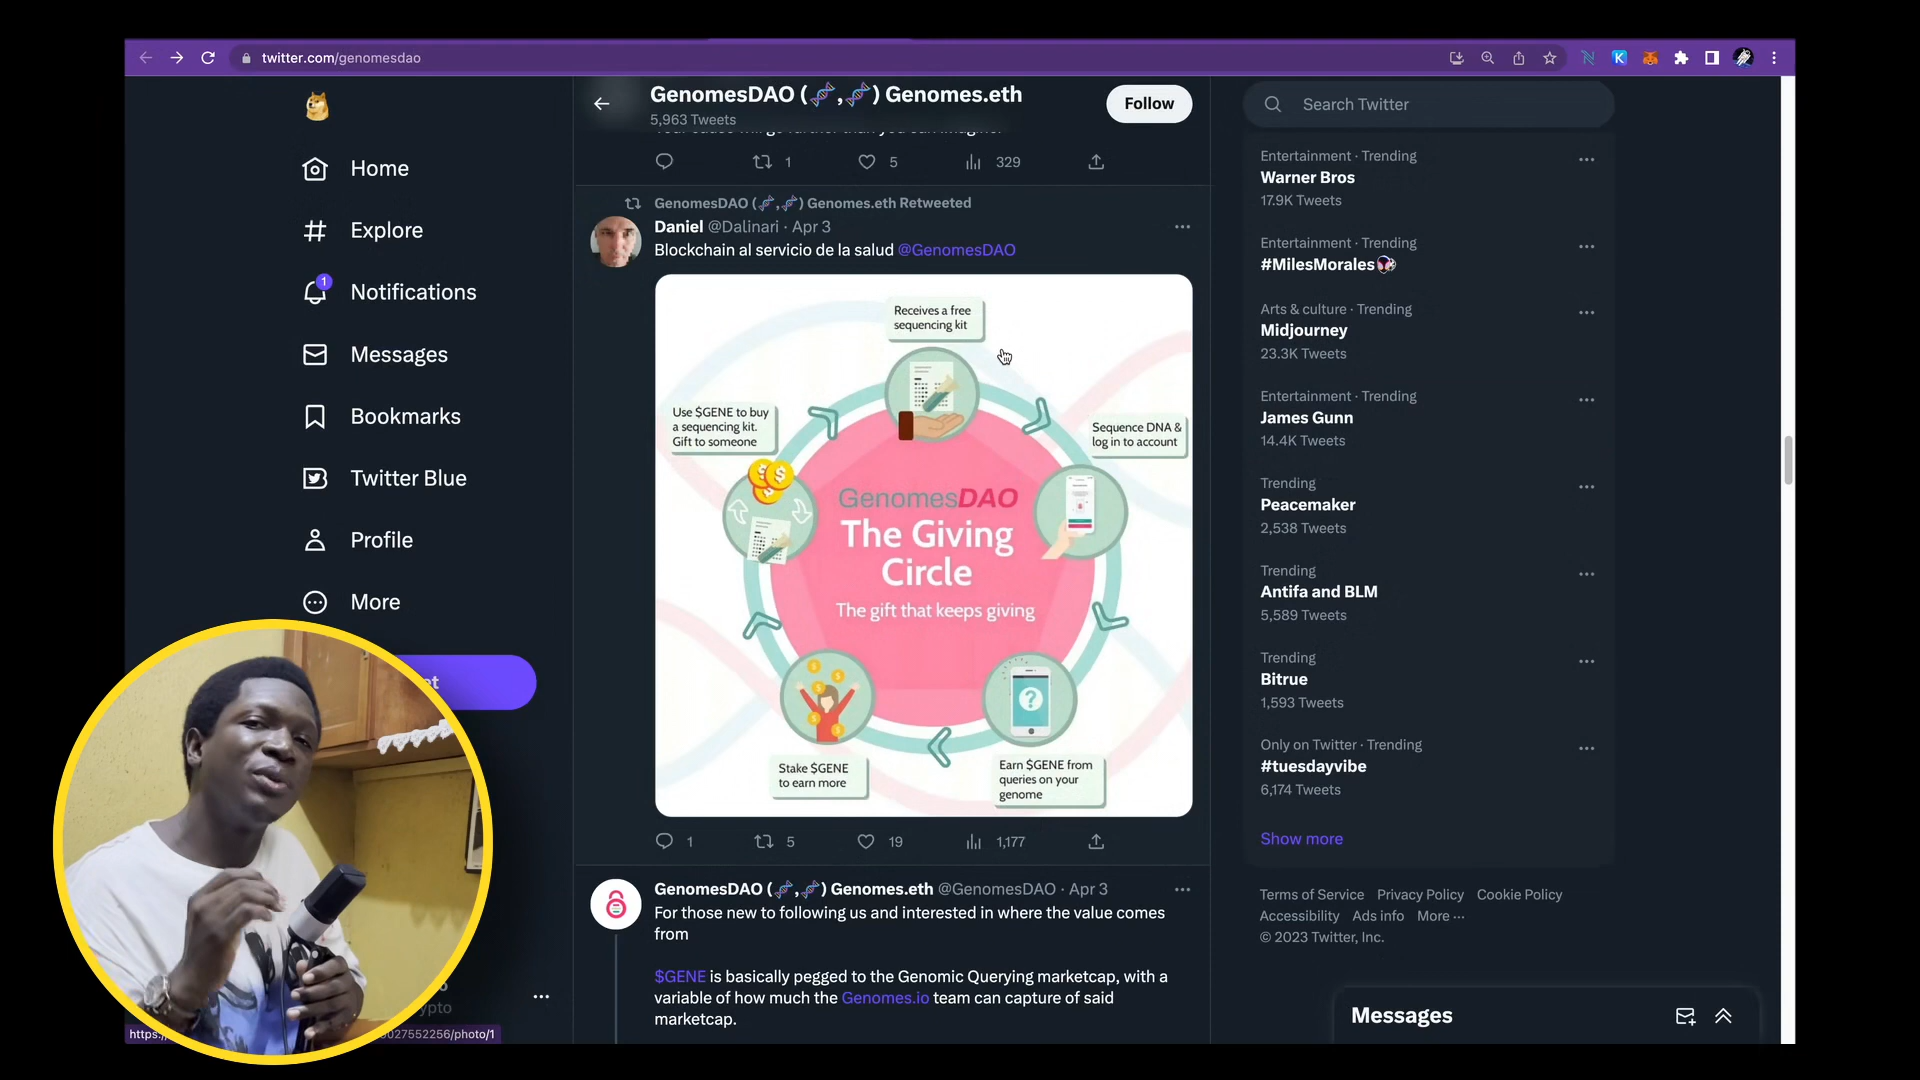 twitter.com/genomesdao
Home
Explore
1
Notifications
Messages
Bookmarks
Twitter Blue
Profile
More
et
GenomesDAO (🧬,🧬) Genomes.eth
5,963 Tweets
Follow
1
5
329
GenomesDAO (🧬,🧬) Genomes.eth Retweeted
Daniel @Dalinari · Apr 3
Blockchain al servicio de la salud @GenomesDAO
Receives a free
sequencing kit
Use $GENE to buy
a sequencing kit.
Gift to someone
Sequence DNA &
log in to account
GenomesDAO
The Giving
Circle
The gift that keeps giving
Stake $GENE
to earn more
Earn $GENE from
queries on your
genome
1
5
19
1,177
GenomesDAO (🧬,🧬) Genomes.eth @GenomesDAO · Apr 3
For those new to following us and interested in where the value comes
from
$GENE is basically pegged to the Genomic Querying marketcap, with a
variable of how much the Genomes.io team can capture of said
marketcap.
Search Twitter
Entertainment · Trending
Warner Bros
17.9K Tweets
Entertainment · Trending
#MilesMorales
Arts & culture · Trending
Midjourney
23.3K Tweets
Entertainment · Trending
James Gunn
14.4K Tweets
Trending
Peacemaker
2,538 Tweets
Trending
Antifa and BLM
5,589 Tweets
Trending
Bitrue
1,593 Tweets
Only on Twitter · Trending
#tuesdayvibe
6,174 Tweets
Show more
Terms of Service Privacy Policy Cookie Policy
Accessibility Ads info More ···
© 2023 Twitter, Inc.
Messages
ypto
https:/
0027552256/photo/1